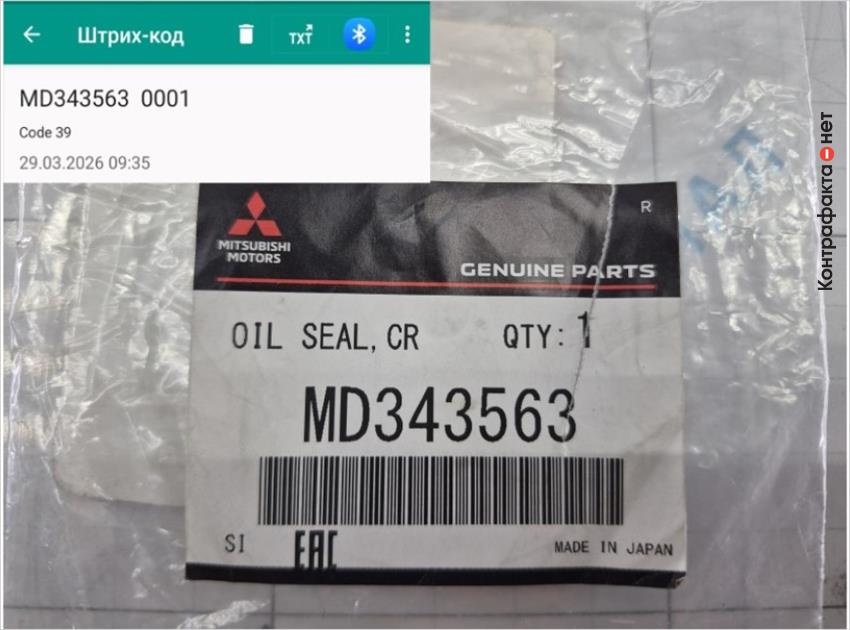 Штрих-код
TXT
MD343563 0001
Code 39
29.03.2026 09:35
Контрафакта нет
R
MITSUBISHI
MOTORS
GENUINE PARTS
OIL SEAL, CR QTY: 1
MD343563
SI EAC MADE IN JAPAN